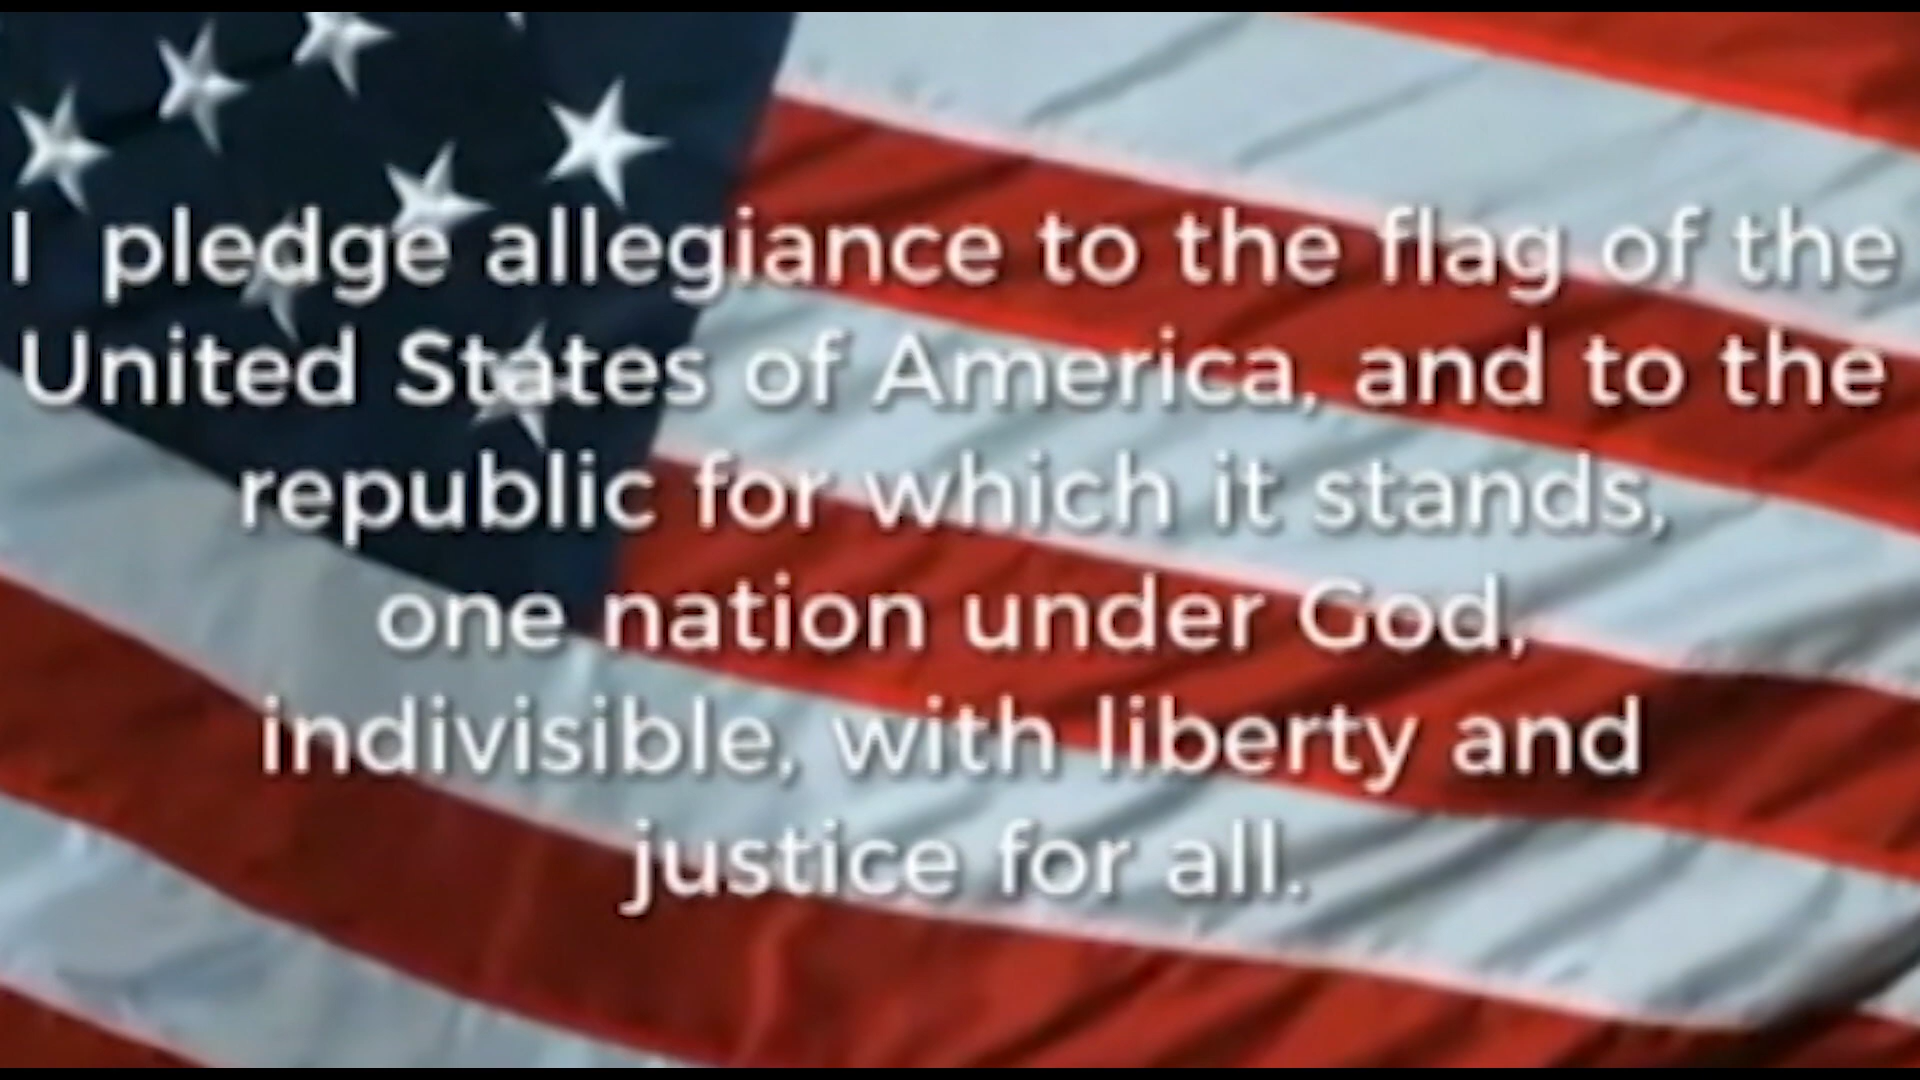 I pledge allegiance to the flag of the
United States of America, and to the
republic for which it stands,
one nation under God,
indivisible, with liberty and
justice for all.